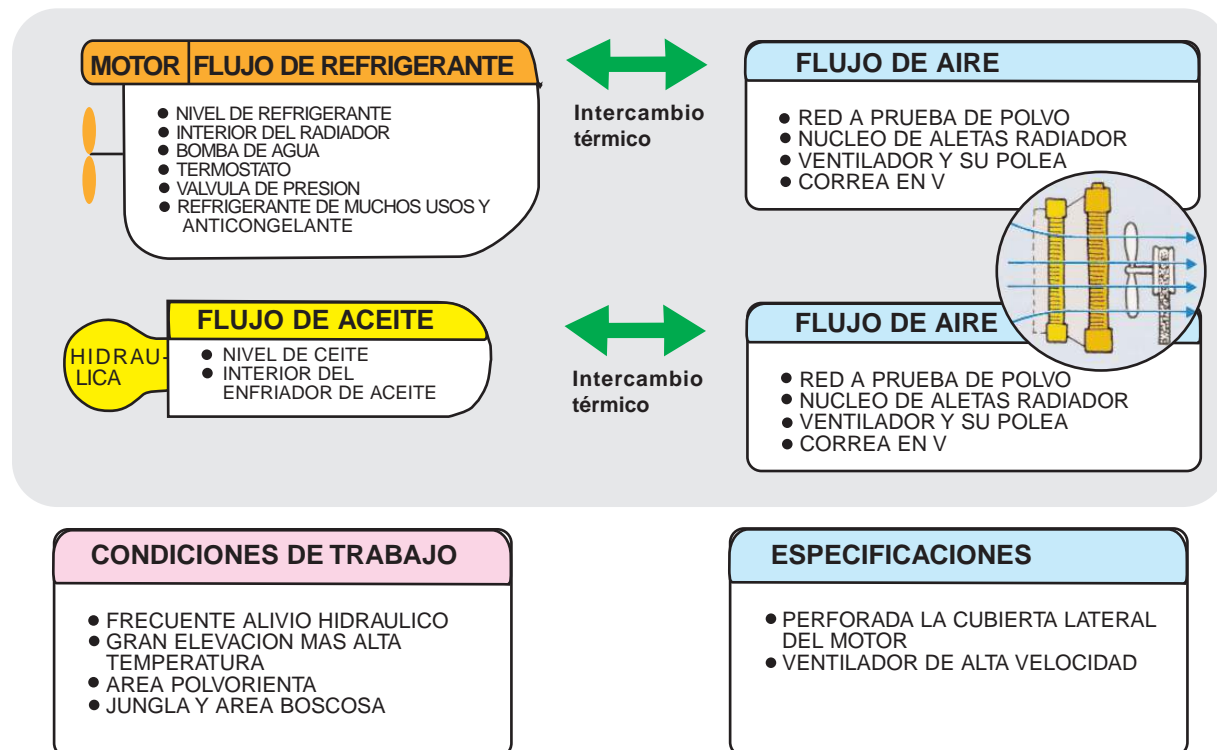 MOTOR FLUJO DE REFRIGERANTE
● NIVEL DE REFRIGERANTE
● INTERIOR DEL RADIADOR
● BOMBA DE AGUA
● TERMOSTATO
● VALVULA DE PRESION
● REFRIGERANTE DE MUCHOS USOS Y
ANTICONGELANTE
Intercambio
térmico
FLUJO DE AIRE
● RED A PRUEBA DE POLVO
● NUCLEO DE ALETAS RADIADOR
● VENTILADOR Y SU POLEA
● CORREA EN V
HIDRAU-
LICA
FLUJO DE ACEITE
● NIVEL DE CEITE
● INTERIOR DEL
ENFRIADOR DE ACEITE
Intercambio
térmico
FLUJO DE AIRE
● RED A PRUEBA DE POLVO
● NUCLEO DE ALETAS RADIADOR
● VENTILADOR Y SU POLEA
● CORREA EN V
CONDICIONES DE TRABAJO
● FRECUENTE ALIVIO HIDRAULICO
● GRAN ELEVACION MAS ALTA
TEMPERATURA
● AREA POLVORIENTA
● JUNGLA Y AREA BOSCOSA
ESPECIFICACIONES
● PERFORADA LA CUBIERTA LATERAL
DEL MOTOR
● VENTILADOR DE ALTA VELOCIDAD